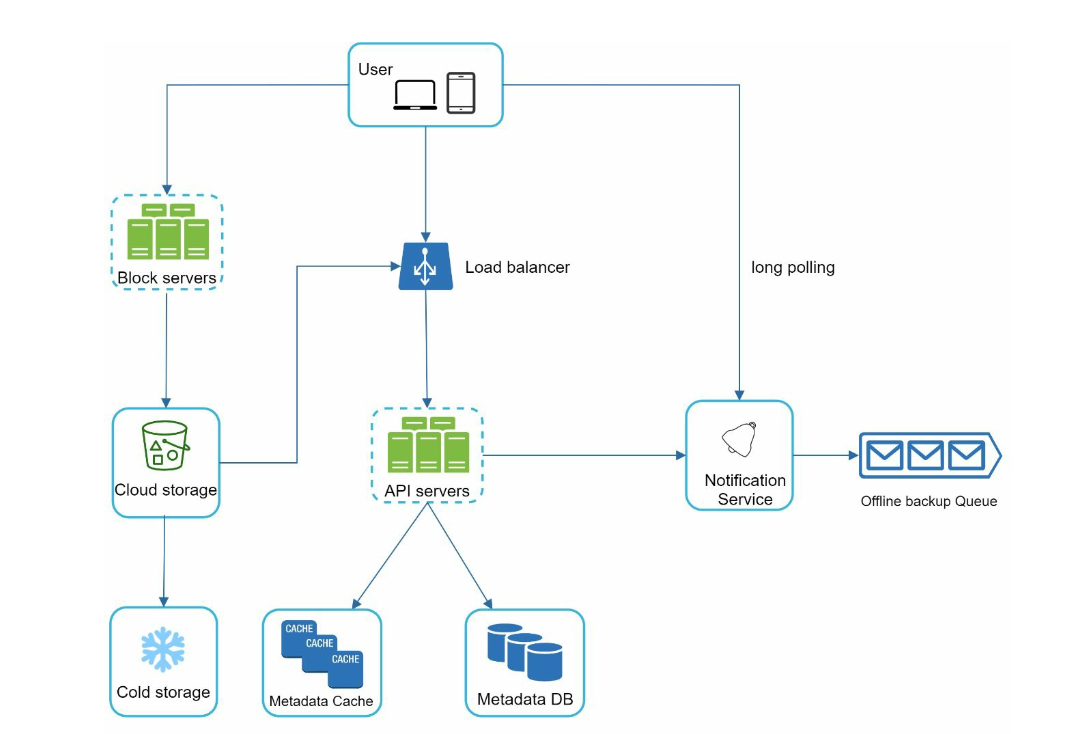 User
Block servers
Load balancer
long polling
Cloud storage
API servers
Notification
Service
Offline backup Queue
Cold storage
CACHE
CACHE
CACHE
Metadata Cache
Metadata DB